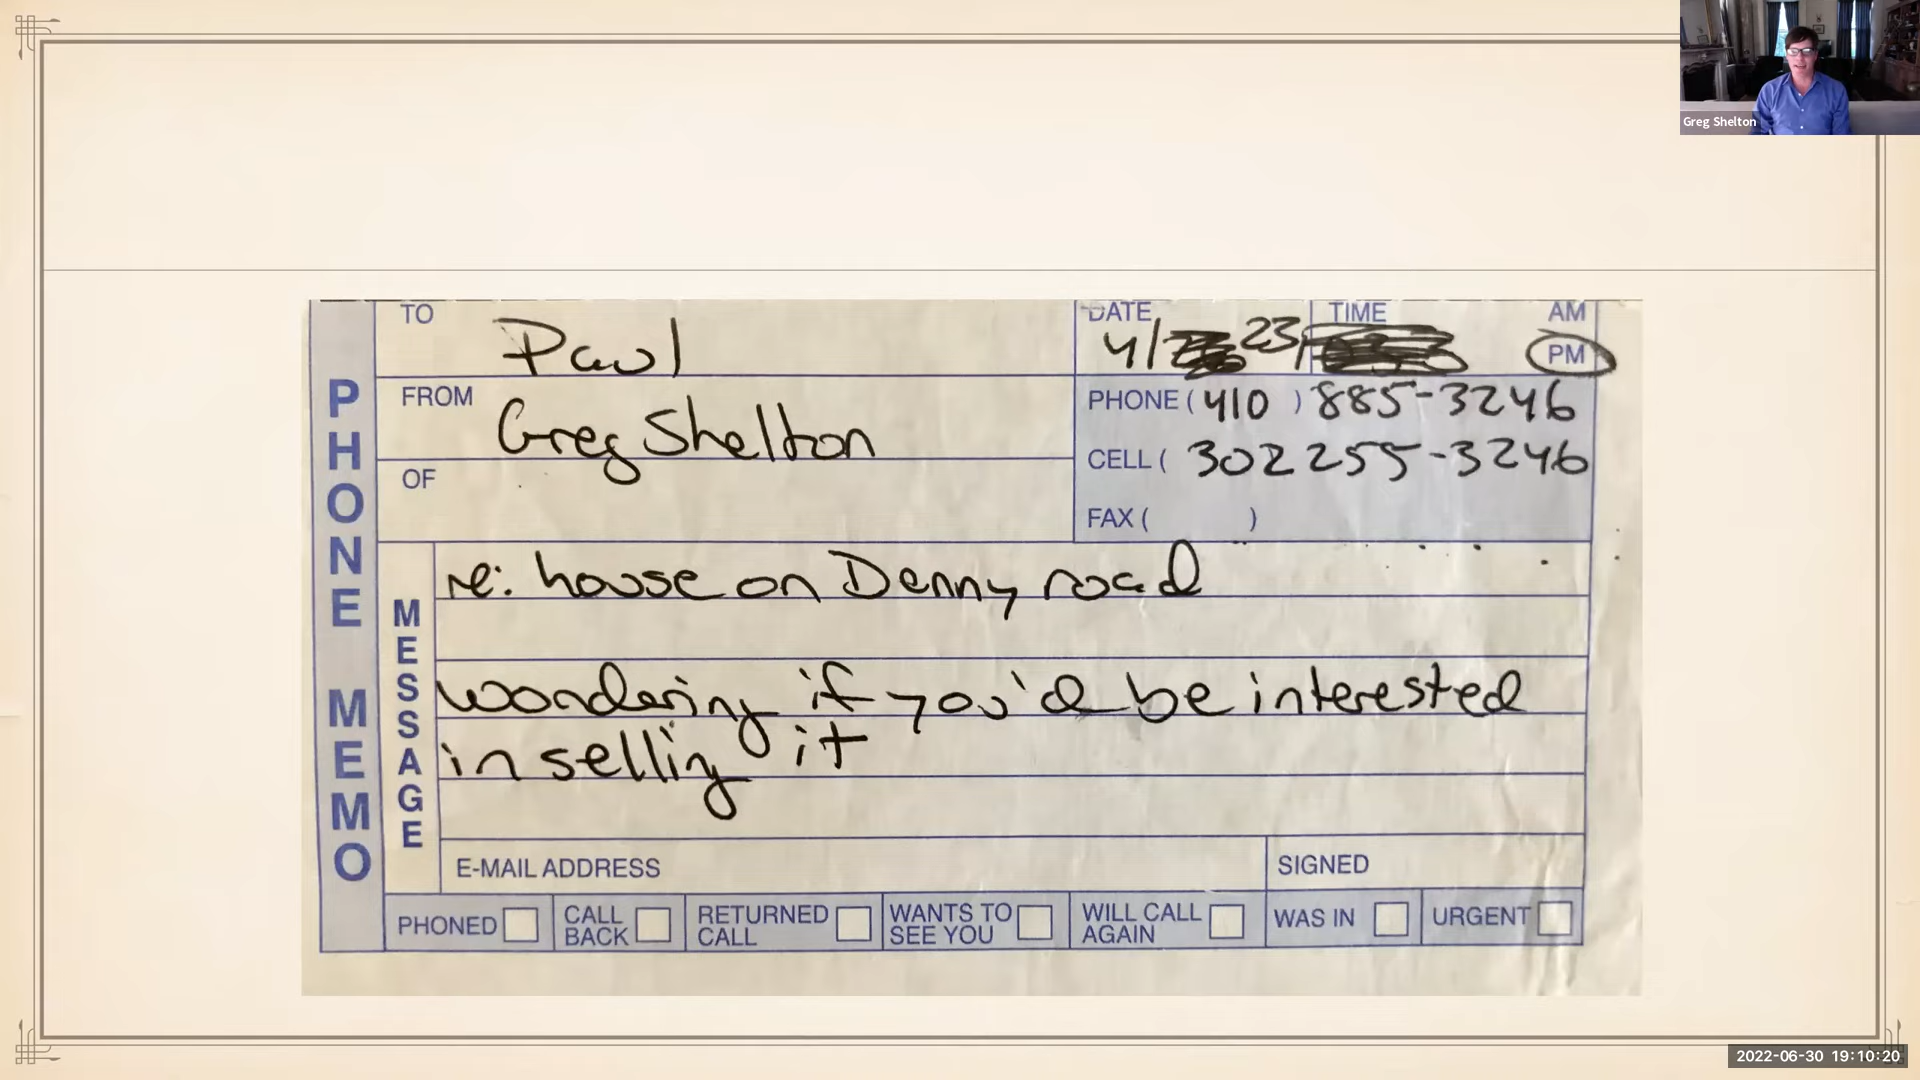 Greg Shelton
TO Paul
DATE 4/ 23/
TIME
AM
PM
FROM Greg Shelton
PHONE (410) 885-3246
OF
CELL ( 302 255-3246
FAX ( )
PHONE MEMO
MESSAGE
re: house on Denny road
wondering if you'd be interested
in selling it
E-MAIL ADDRESS
SIGNED
PHONED
CALL BACK
RETURNED CALL
WANTS TO SEE YOU
WILL CALL AGAIN
WAS IN
URGENT
2022-06-30 19:10:20